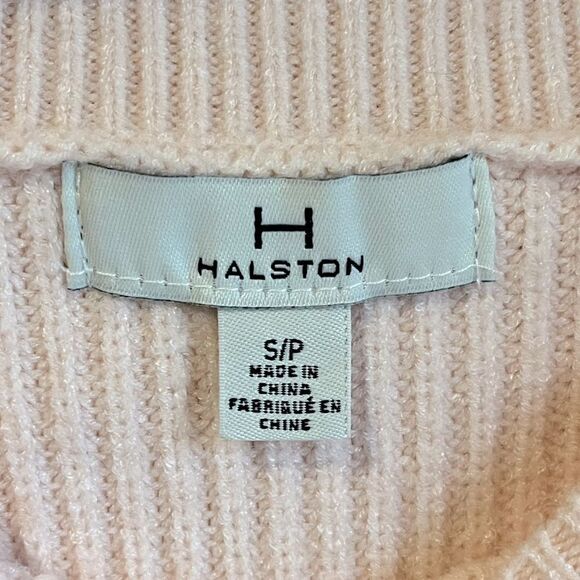 H
HALSTON
S/P
MADE IN
CHINA
FABRIQUÉ EN
CHINE